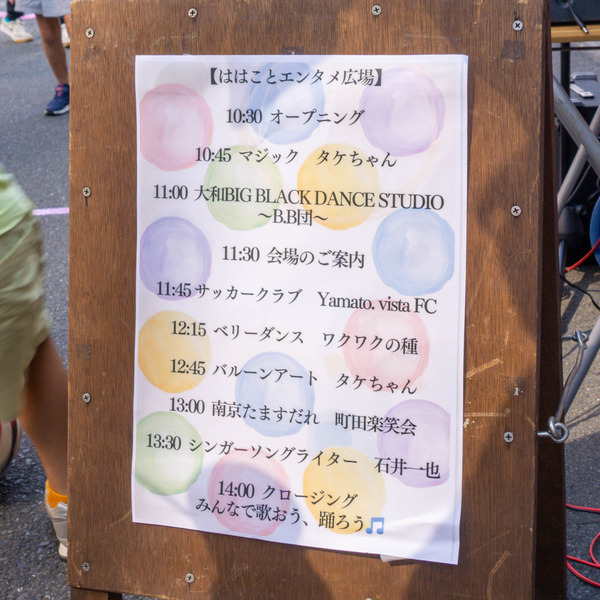 【ははことエンタメ広場】
10:30 オープニング
10:45 マジック　タケちゃん
11:00 大和BIG BLACK DANCE STUDIO
〜B.B団〜
11:30 会場のご案内
11:45 サッカークラブ　Yamato. vista FC
12:15 ベリーダンス　ワクワクの種
12:45 バルーンアート　タケちゃん
13:00 南京たますだれ　町田楽笑会
13:30 シンガーソングライター　石井一也
14:00 クロージング
みんなで歌おう、踊ろう🎵